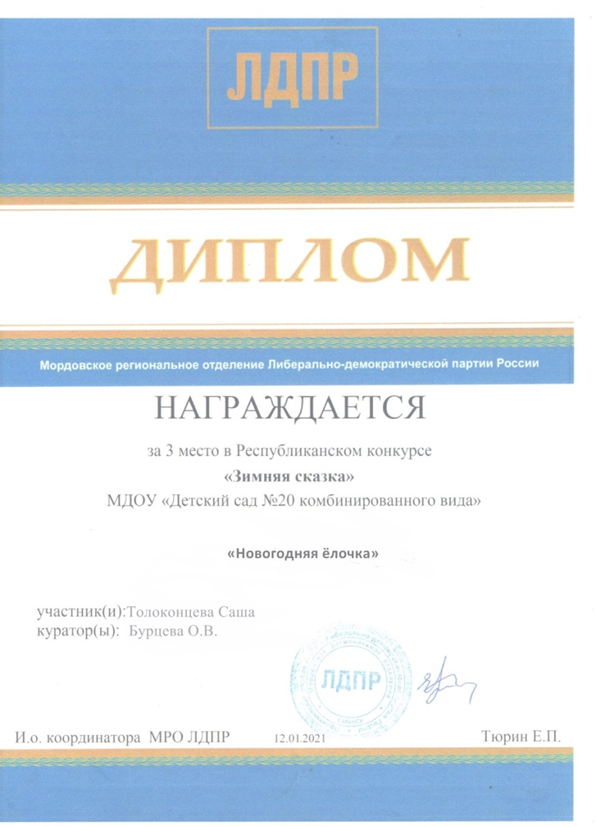 ЛДПР
ДИПЛОМ
Мордовское региональное отделение Либерально-демократической партии России
НАГРАЖДАЕТСЯ
за 3 место в Республиканском конкурсе
«Зимняя сказка»
МДОУ «Детский сад №20 комбинированного вида»
«Новогодняя ёлочка»
участник(и):Толоконцева Саша
куратор(ы): Бурцева О.В.
ЛДПР
И.о. координатора МРО ЛДПР 12.01.2021 Тюрин Е.П.